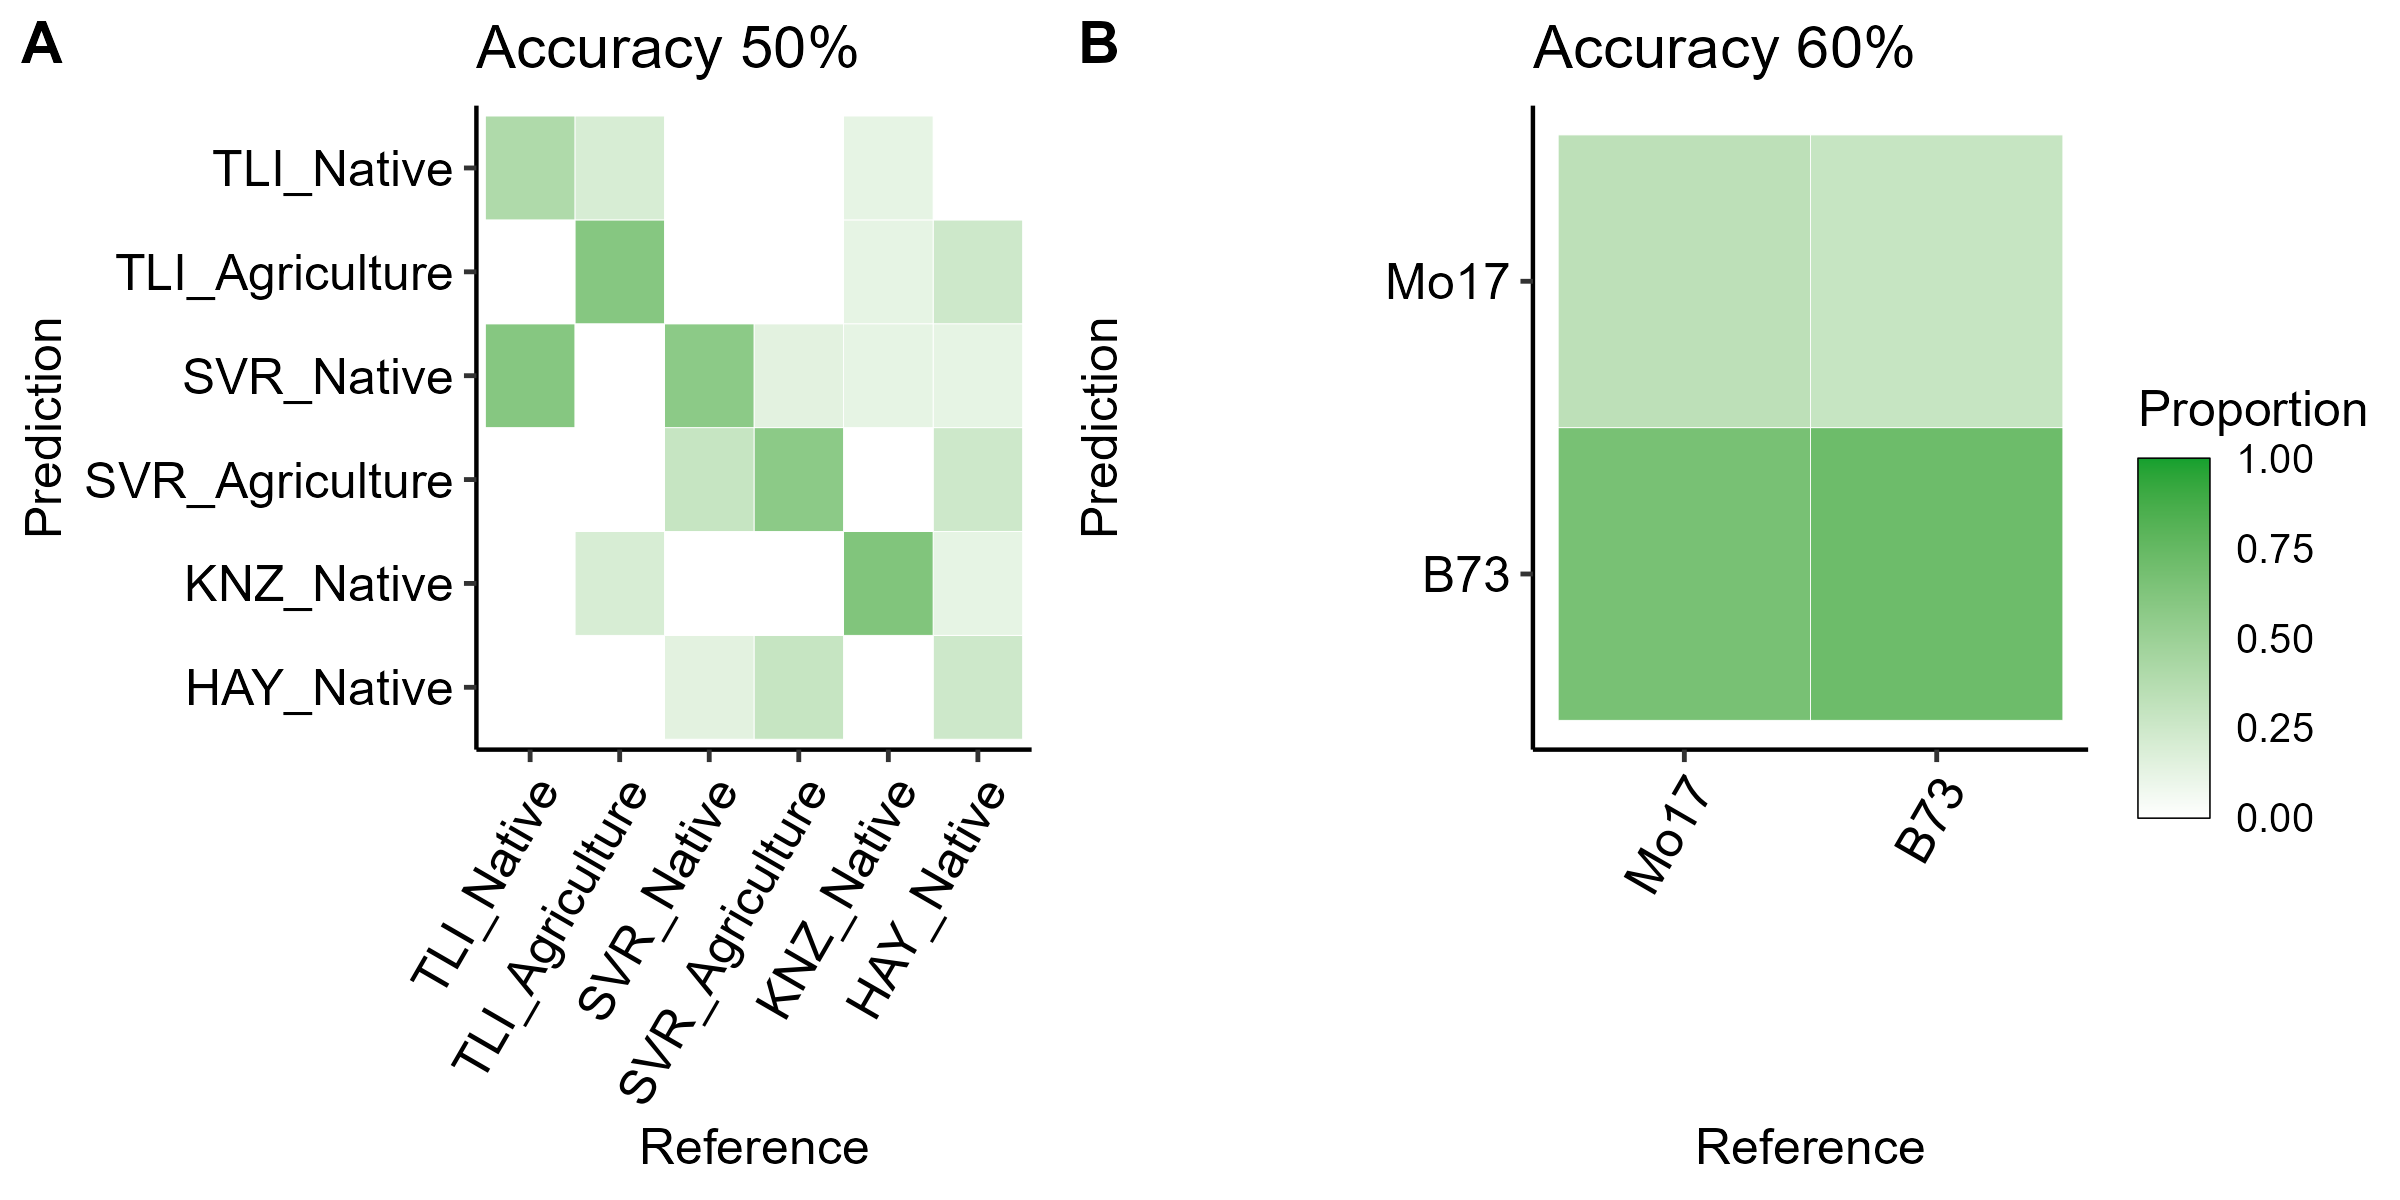 A
Accuracy 50%
Prediction
TLI_Native
TLI_Agriculture
SVR_Native
SVR_Agriculture
KNZ_Native
HAY_Native
TLI_Native
TLI_Agriculture
SVR_Native
SVR_Agriculture
KNZ_Native
HAY_Native
Reference
B
Accuracy 60%
Prediction
Mo17
B73
Mo17
B73
Reference
Proportion
1.00
0.75
0.50
0.25
0.00